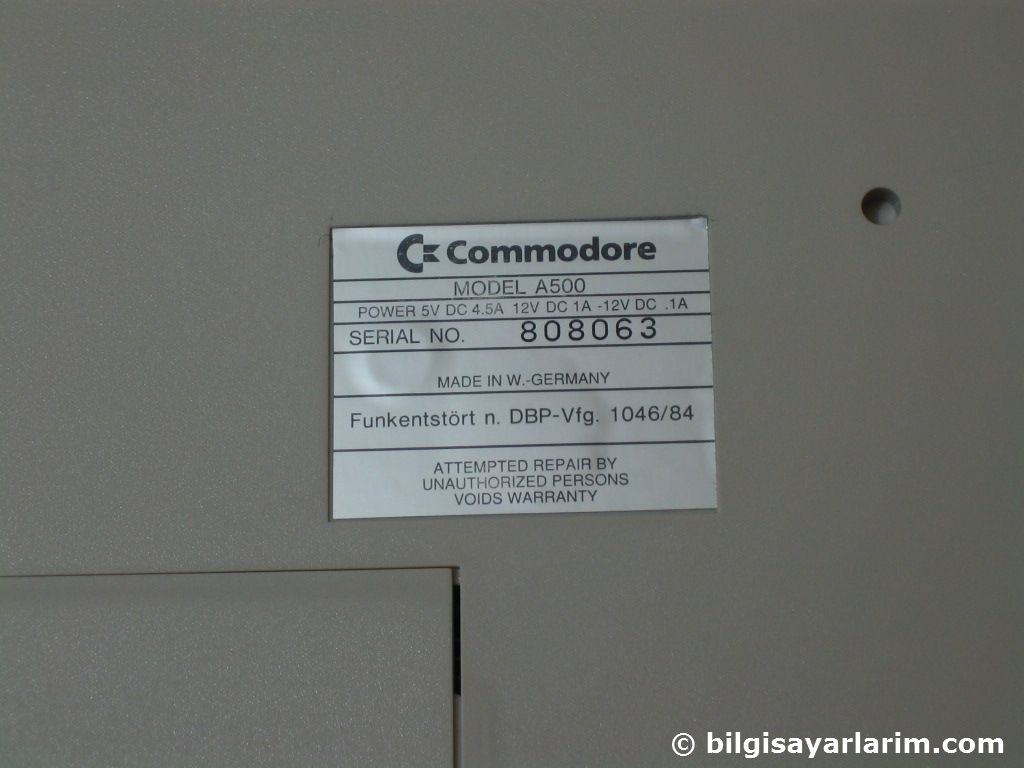 Commodore
MODEL A500
POWER 5V DC 4.5A 12V DC 1A -12V DC .1A
SERIAL NO. 808063
MADE IN W.-GERMANY
Funkentstört n. DBP-Vfg. 1046/84
ATTEMPTED REPAIR BY
UNAUTHORIZED PERSONS
VOIDS WARRANTY
© bilgisayarlarim.com